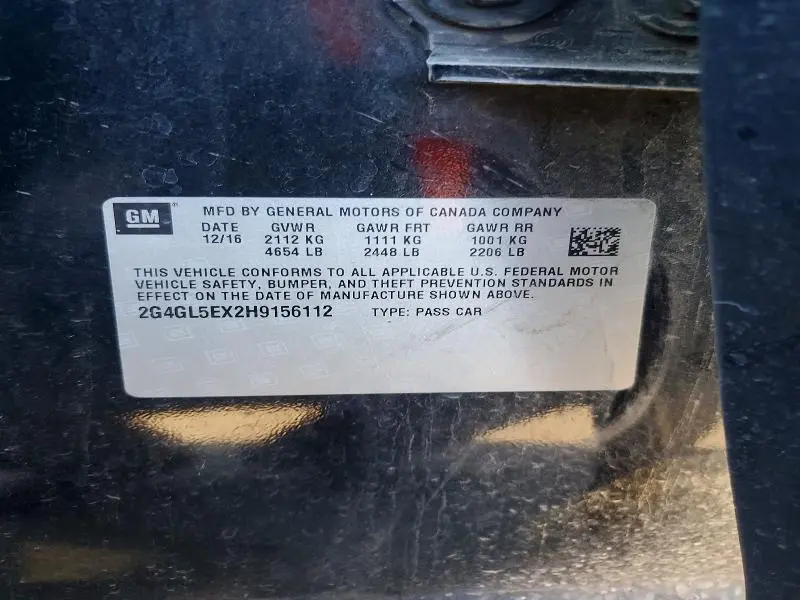 GM MFD BY GENERAL MOTORS OF CANADA COMPANY
DATE GVWR GAWR FRT GAWR RR
12/16 2112 KG 1111 KG 1001 KG
4654 LB 2448 LB 2206 LB
THIS VEHICLE CONFORMS TO ALL APPLICABLE U.S. FEDERAL MOTOR
VEHICLE SAFETY, BUMPER, AND THEFT PREVENTION STANDARDS IN
EFFECT ON THE DATE OF MANUFACTURE SHOWN ABOVE.
2G4GL5EX2H9156112 TYPE: PASS CAR